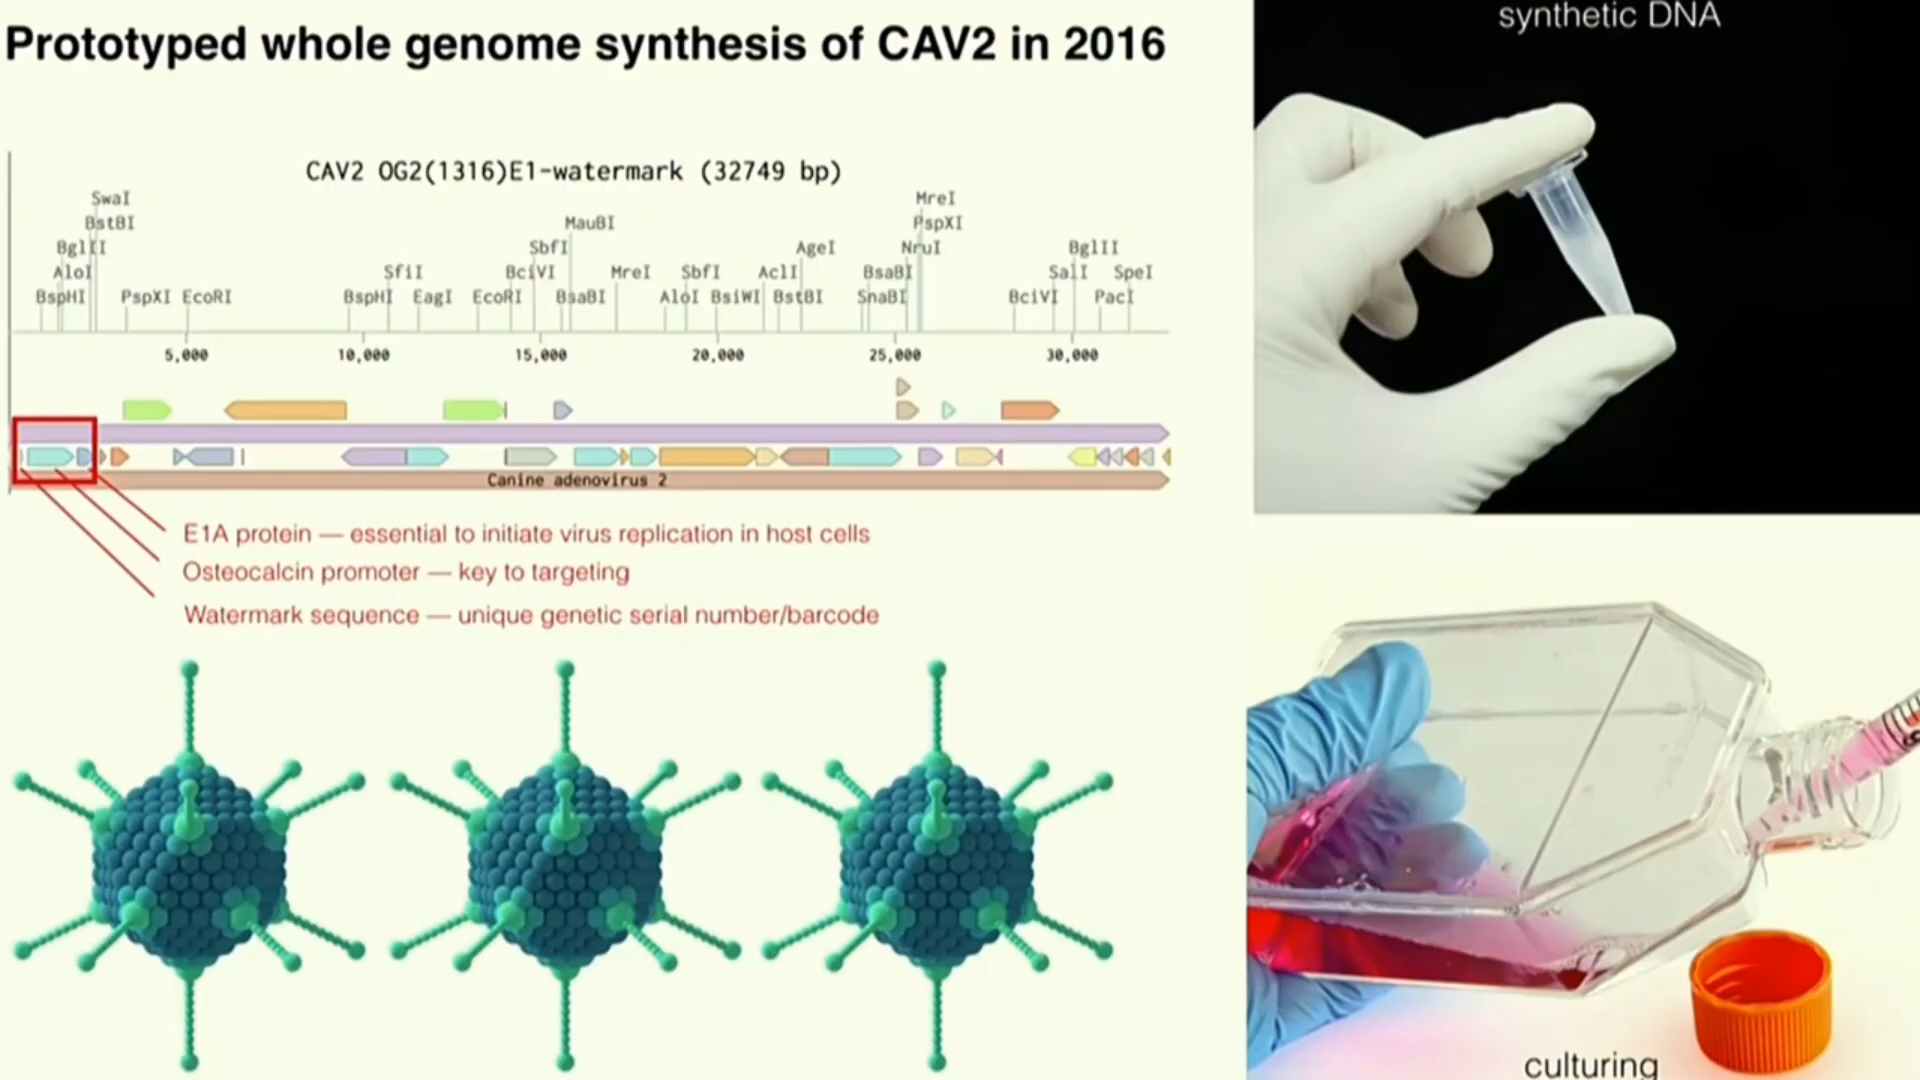 Prototyped whole genome synthesis of CAV2 in 2016
synthetic DNA
CAV2 OG2(1316)E1-watermark (32749 bp)
SwaI MreI
BstBI MauBI PspXI
BglII SbfI AgeI NruI BglII
AloI SfiI BciVI MreI SbfI AclI BsaBI SalI SpeI
BspHI PspXI EcoRI BspHI EagI EcoRI BsaBI AloI BsiWI BstBI SnaBI BciVI PacI
5,000 10,000 15,000 20,000 25,000 30,000
Canine adenovirus 2
E1A protein — essential to initiate virus replication in host cells
Osteocalcin promoter — key to targeting
Watermark sequence — unique genetic serial number/barcode
culturing